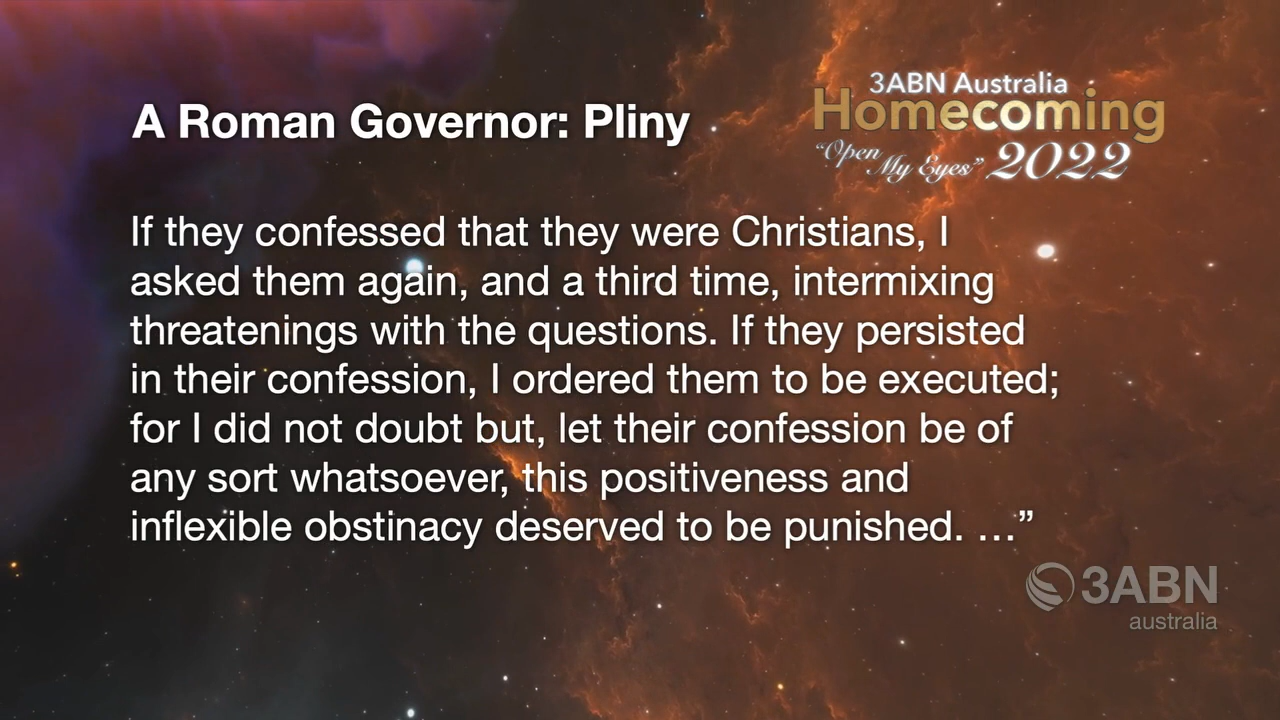 A Roman Governor: Pliny
3ABN Australia
Homecoming
“Open My Eyes” 2022
If they confessed that they were Christians, I
asked them again, and a third time, intermixing
threatenings with the questions. If they persisted
in their confession, I ordered them to be executed;
for I did not doubt but, let their confession be of
any sort whatsoever, this positiveness and
inflexible obstinacy deserved to be punished. …”
3ABN
australia